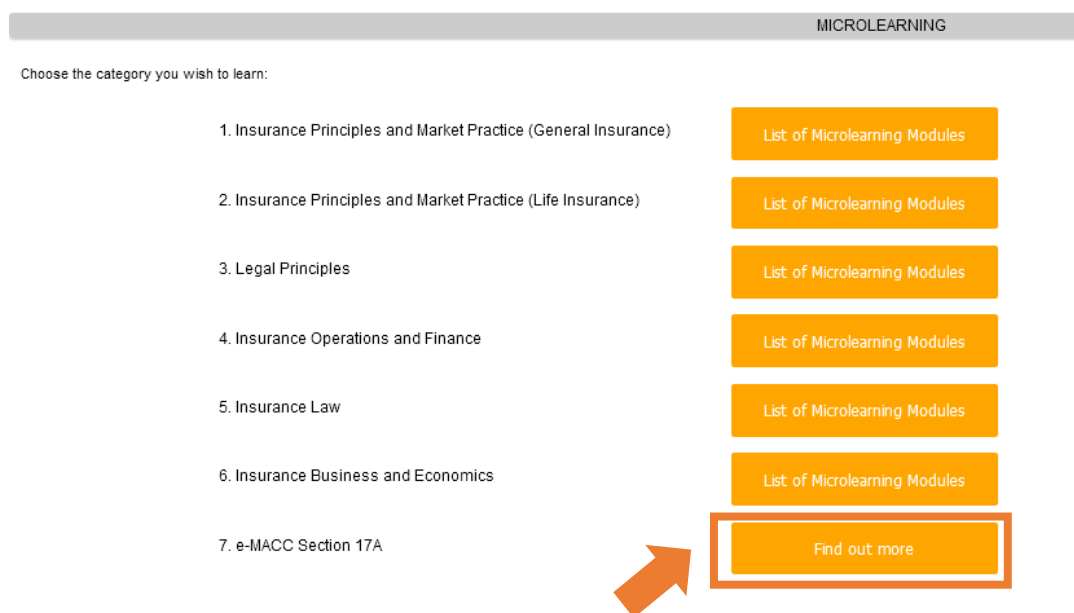 MICROLEARNING
Choose the category you wish to learn:
1. Insurance Principles and Market Practice (General Insurance)
List of Microlearning Modules
2. Insurance Principles and Market Practice (Life Insurance)
List of Microlearning Modules
3. Legal Principles
List of Microlearning Modules
4. Insurance Operations and Finance
List of Microlearning Modules
5. Insurance Law
List of Microlearning Modules
6. Insurance Business and Economics
List of Microlearning Modules
7. e-MACC Section 17A
Find out more